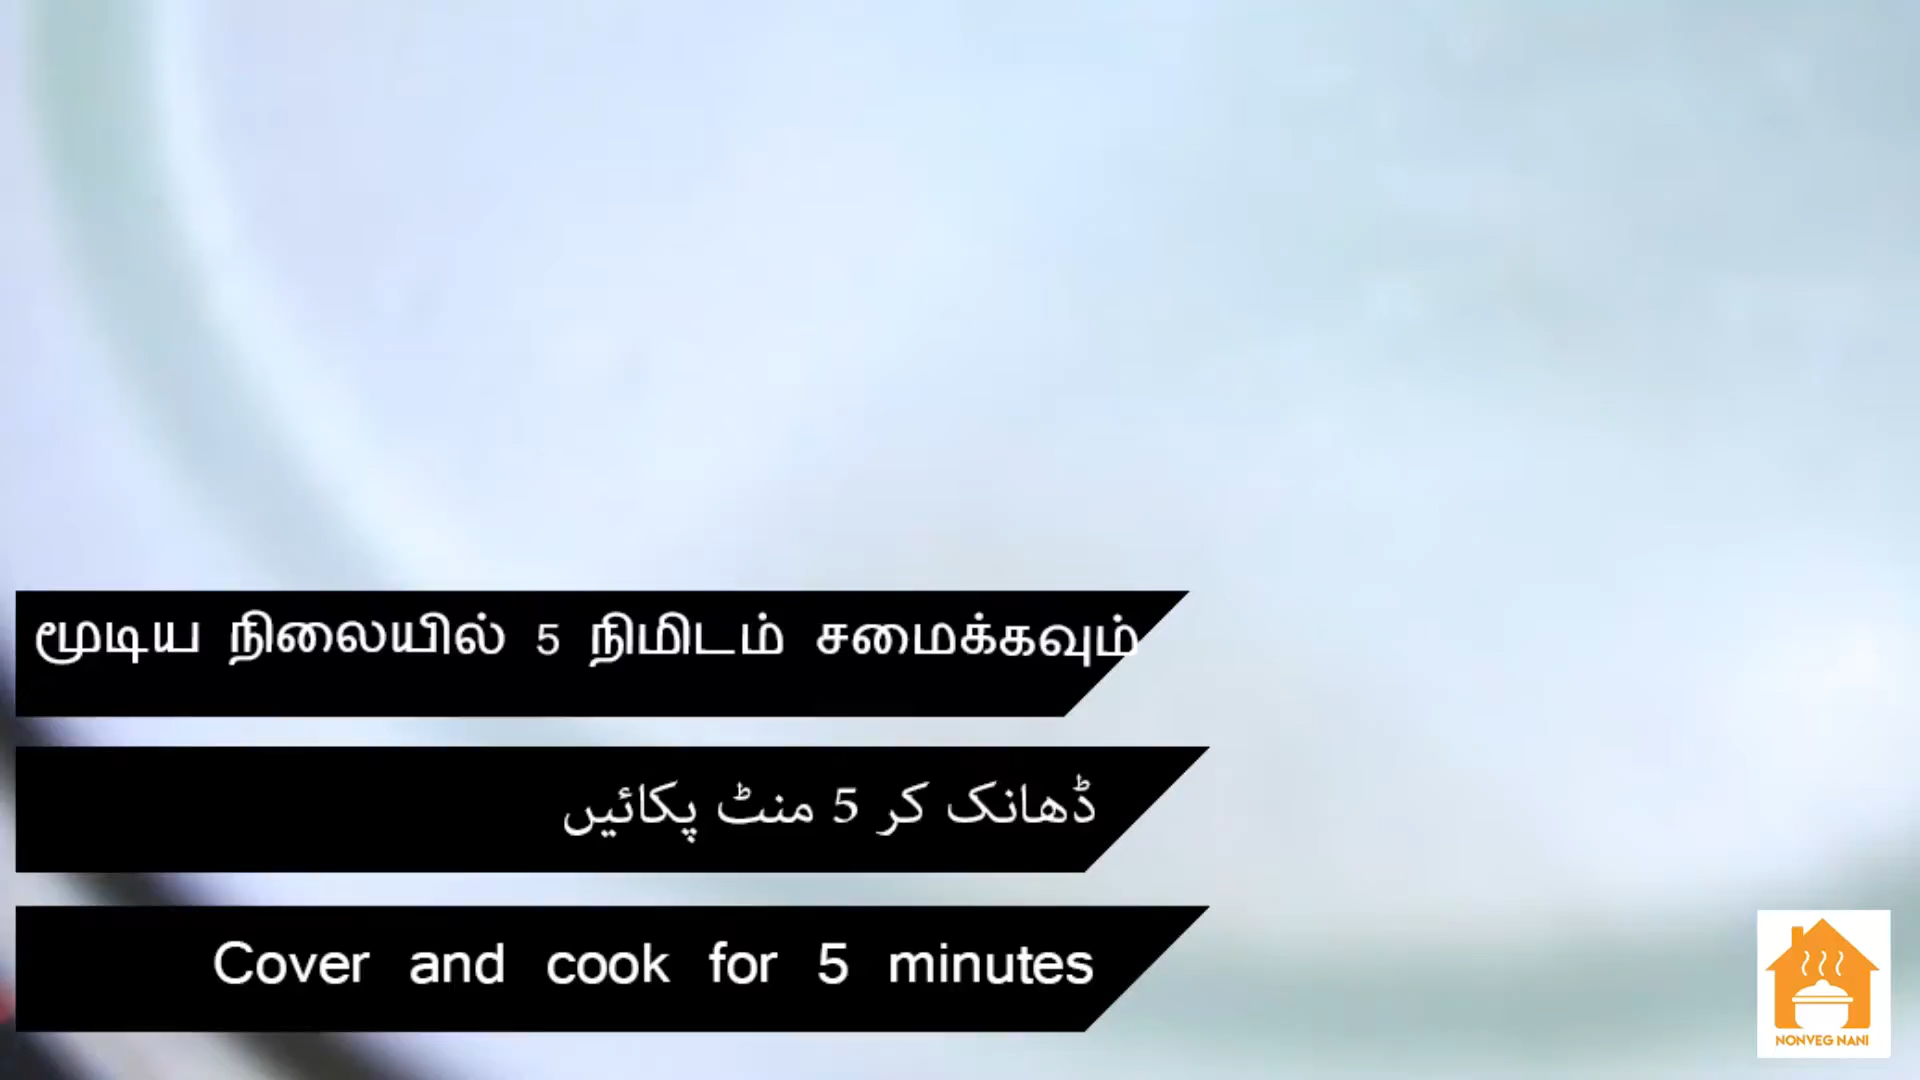 மூடிய நிலையில் 5 நிமிடம் சமைக்கவும்
ڈھانک کر 5 منٹ پکائیں
Cover and cook for 5 minutes
NONVEG NANI